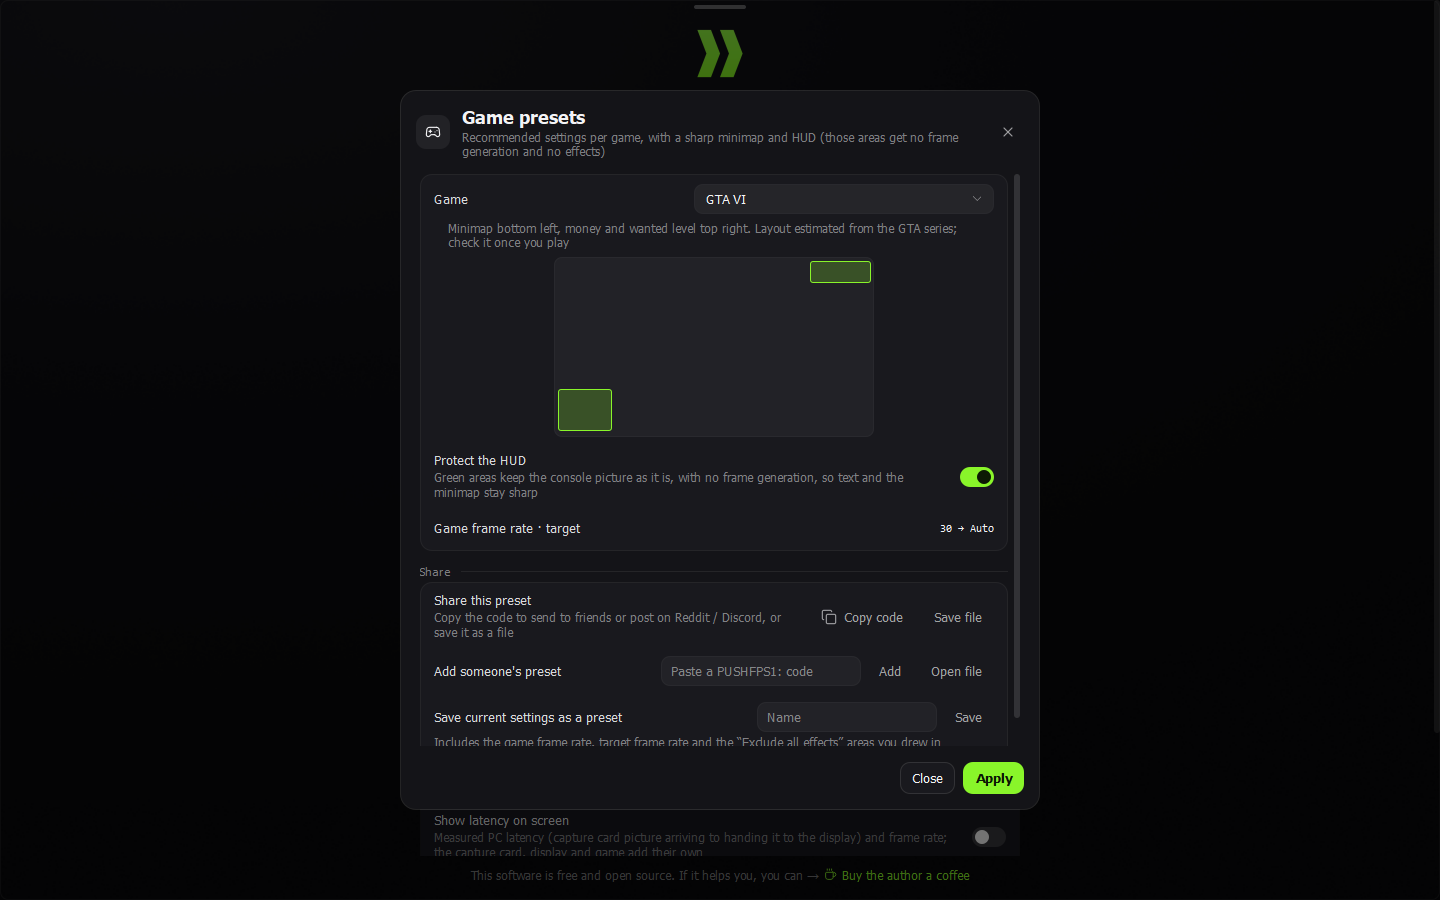 Game presets
Recommended settings per game, with a sharp minimap and HUD (those areas get no frame
generation and no effects)
Game
GTA VI
Minimap bottom left, money and wanted level top right. Layout estimated from the GTA series;
check it once you play
Protect the HUD
Green areas keep the console picture as it is, with no frame generation, so text and the
minimap stay sharp
Game frame rate · target
30 → Auto
Share
Share this preset
Copy the code to send to friends or post on Reddit / Discord, or
save it as a file
Copy code
Save file
Add someone's preset
Paste a PUSHFPS1: code
Add
Open file
Save current settings as a preset
Name
Save
Includes the game frame rate, target frame rate and the “Exclude all effects” areas you drew in
Close
Apply
Show latency on screen
Measured PC latency (capture card picture arriving to handing it to the display) and frame rate;
the capture card, display and game add their own
This software is free and open source. If it helps you, you can → Buy the author a coffee